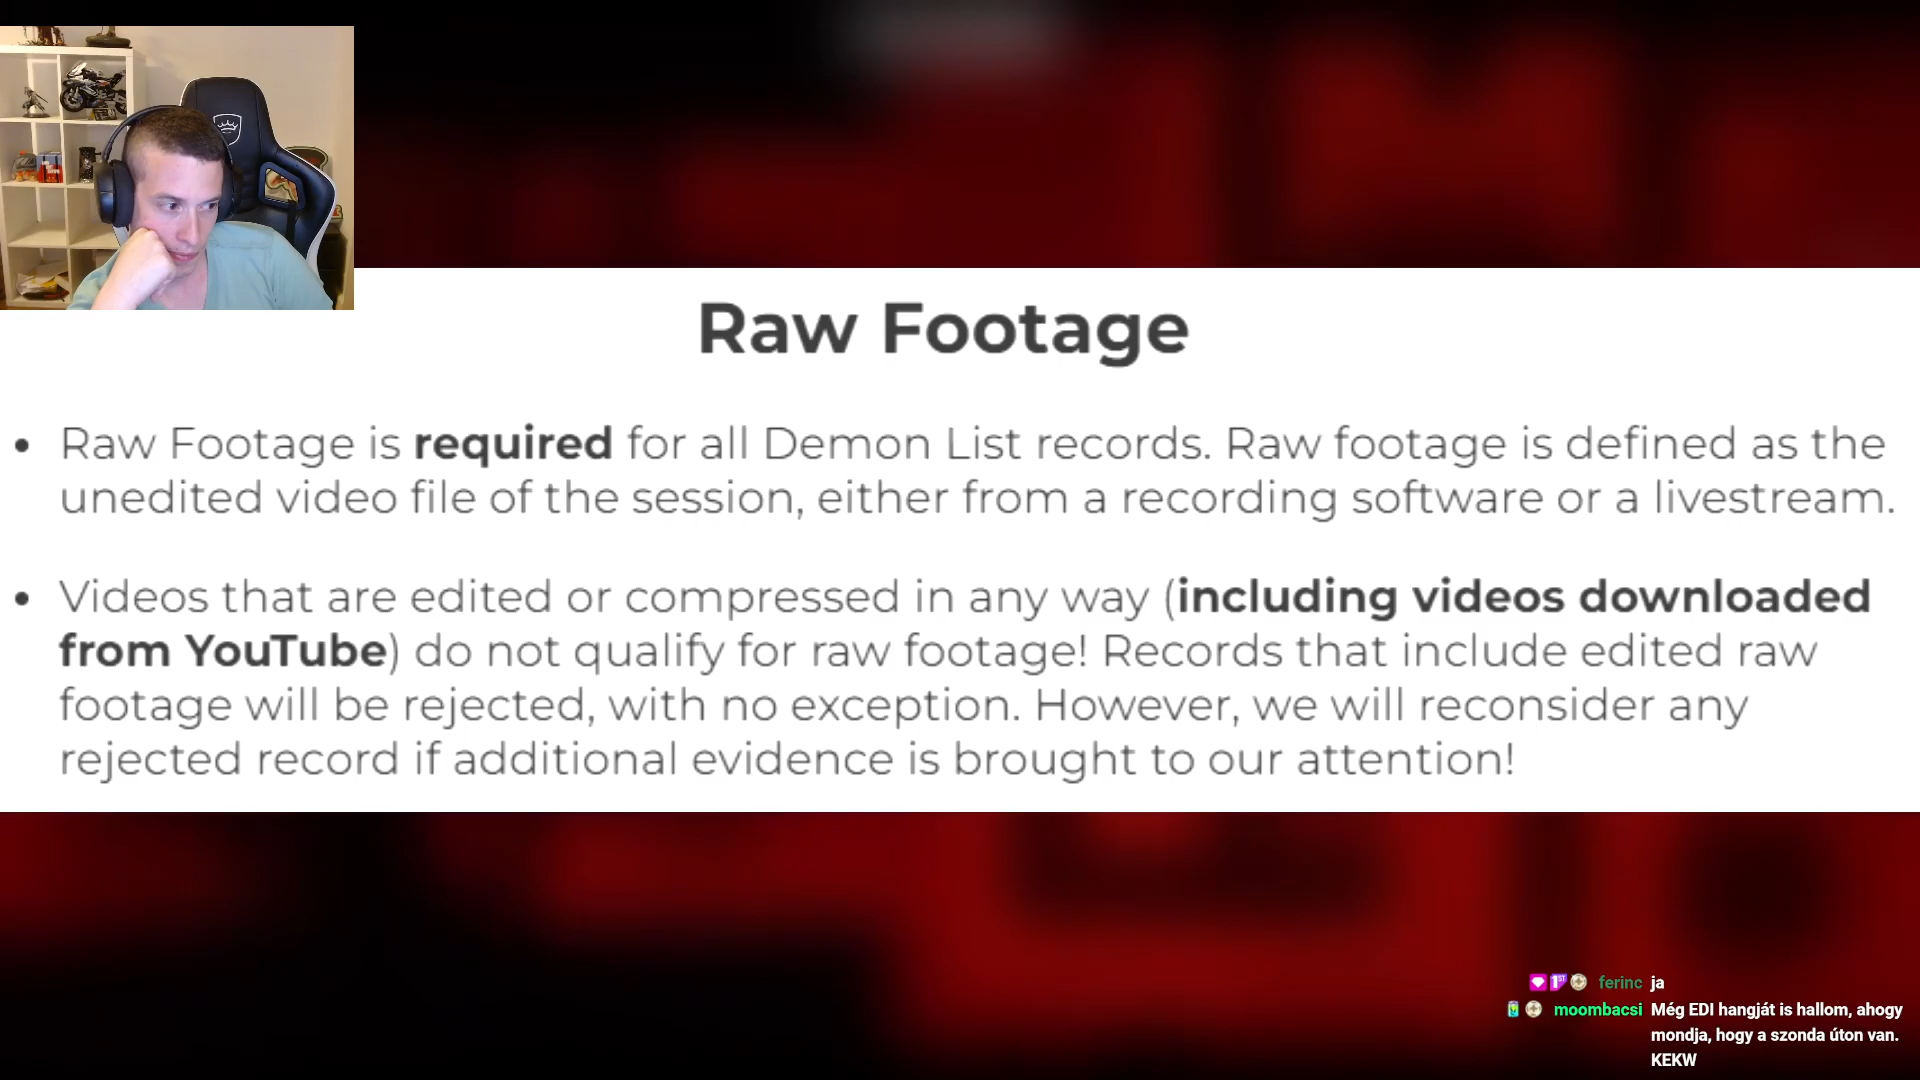 Raw Footage
• Raw Footage is required for all Demon List records. Raw footage is defined as the
unedited video file of the session, either from a recording software or a livestream.
• Videos that are edited or compressed in any way (including videos downloaded
from YouTube) do not qualify for raw footage! Records that include edited raw
footage will be rejected, with no exception. However, we will reconsider any
rejected record if additional evidence is brought to our attention!
1ST ferinc ja
moombacsi Még EDI hangját is hallom, ahogy
mondja, hogy a szonda úton van.
KEKW